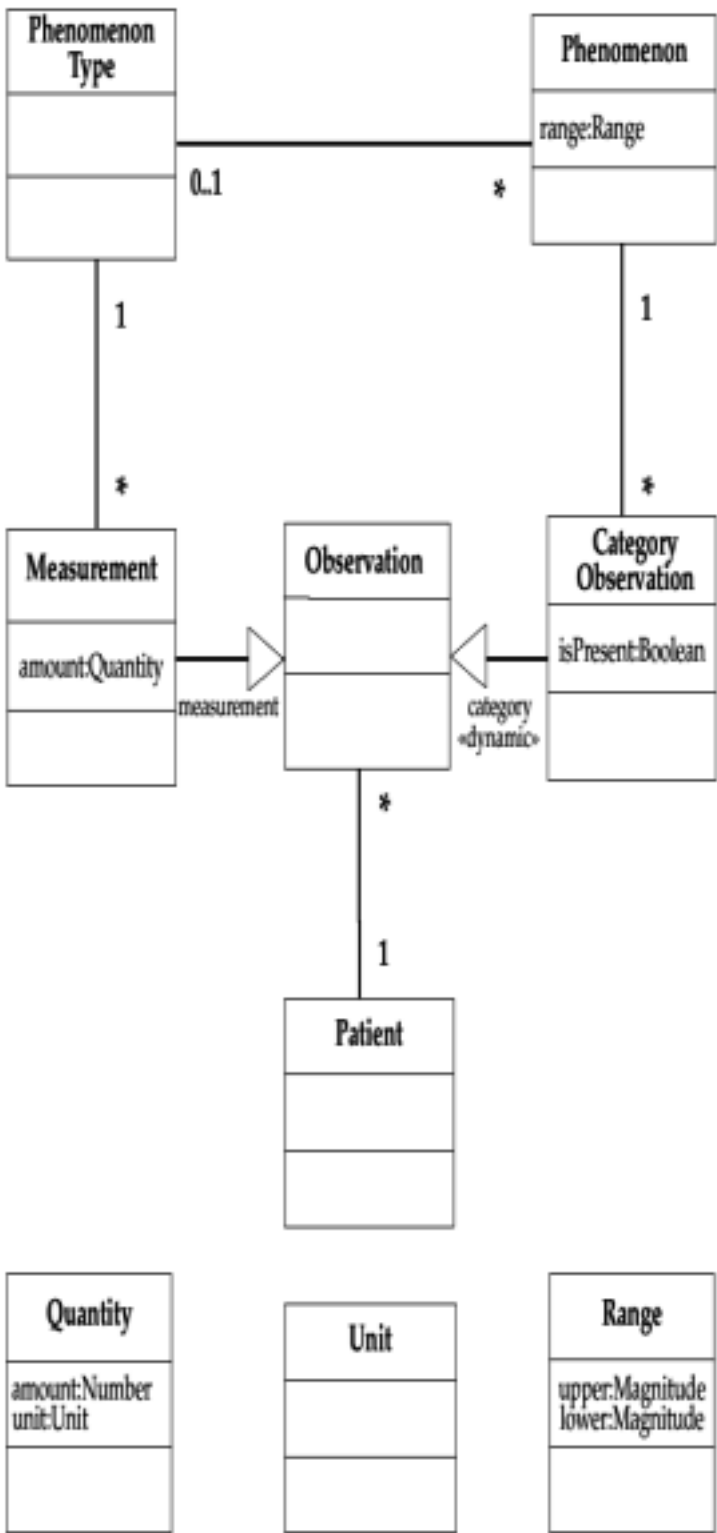 Phenomenon
Type
Phenomenon
range:Range
0..1
*
1
1
*
*
Measurement
amount:Quantity
measurement
Observation
Category
Observation
isPresent:Boolean
category
«dynamic»
*
1
Patient
Quantity
amount:Number
unit:Unit
Unit
Range
upper:Magnitude
lower:Magnitude